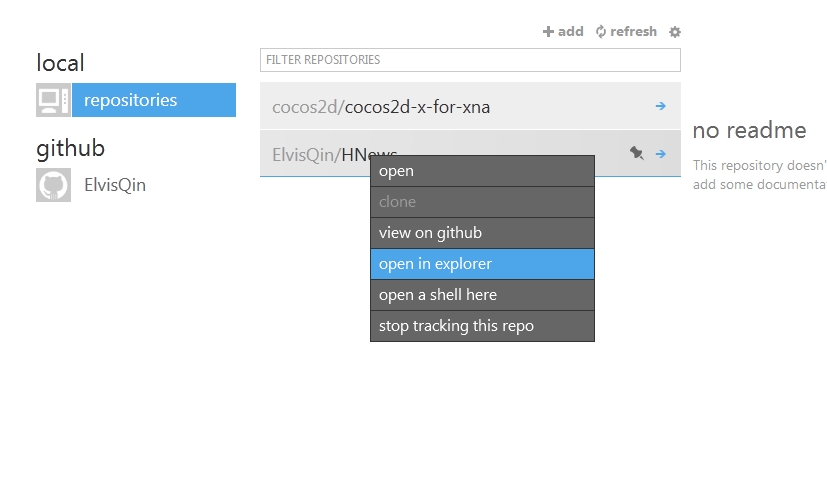 add refresh
local
FILTER REPOSITORIES
repositories
cocos2d/cocos2d-x-for-xna
github
ElvisQin
ElvisQin/HNews
no readme
This repository doesn'
add some documenta
open
clone
view on github
open in explorer
open a shell here
stop tracking this repo